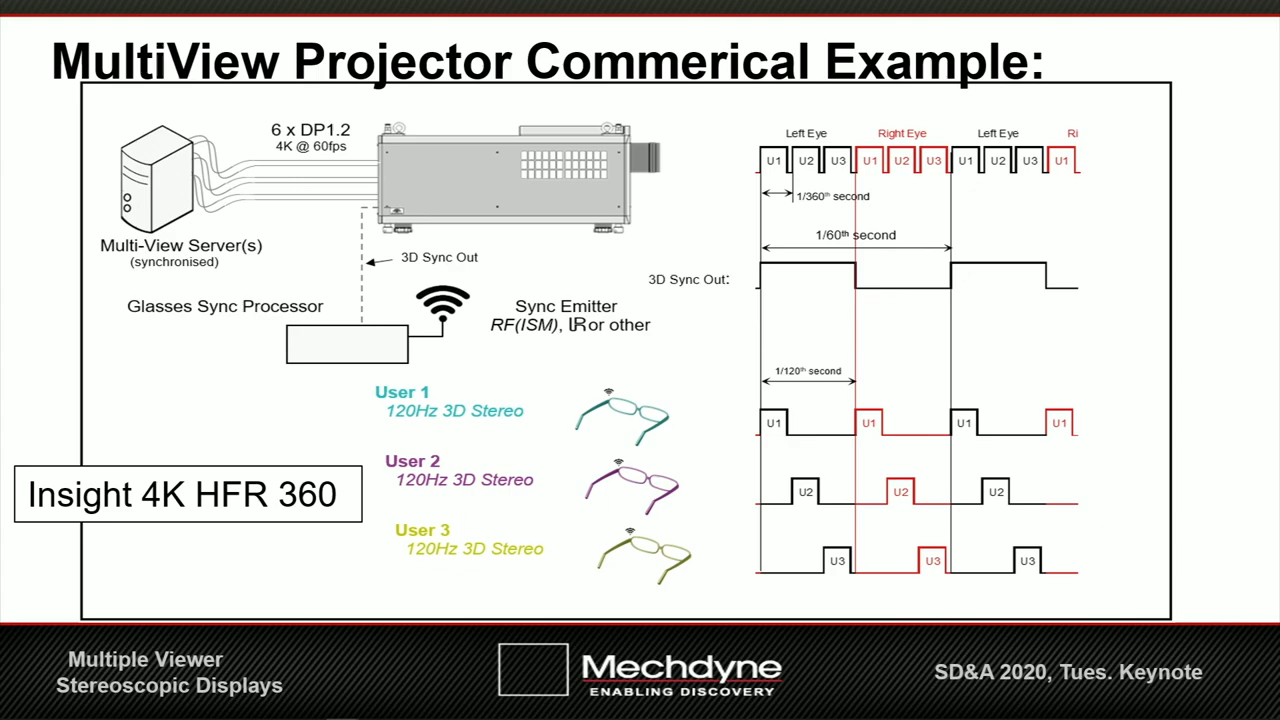 MultiView Projector Commerical Example:
6 x DP1.2
4K @ 60fps
Multi-View Server(s)
(synchronised)
3D Sync Out
Glasses Sync Processor
Sync Emitter
RF(ISM), IR or other
User 1
120Hz 3D Stereo
User 2
120Hz 3D Stereo
User 3
120Hz 3D Stereo
Insight 4K HFR 360
Left Eye Right Eye Left Eye Ri
U1 U2 U3 U1 U2 U3 U1 U2 U3 U1
1/360th second
1/60th second
3D Sync Out:
1/120th second
U1 U1 U1 U1
U2 U2 U2
U3 U3 U3
Multiple Viewer
Stereoscopic Displays
Mechdyne
ENABLING DISCOVERY
SD&A 2020, Tues. Keynote